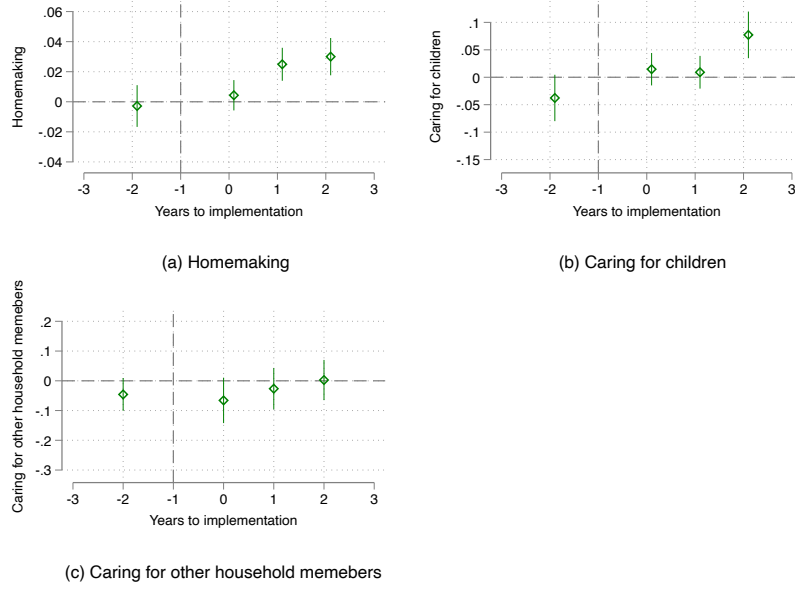 Homemaking
.06
.04
.02
0
-.02
-.04
-3 -2 -1 0 1 2 3
Years to implementation
(a) Homemaking
Caring for children
.1
.05
0
-.05
-.1
-.15
-3 -2 -1 0 1 2 3
Years to implementation
(b) Caring for children
Caring for other household memebers
.2
.1
0
-.1
-.2
-.3
-3 -2 -1 0 1 2 3
Years to implementation
(c) Caring for other household memebers